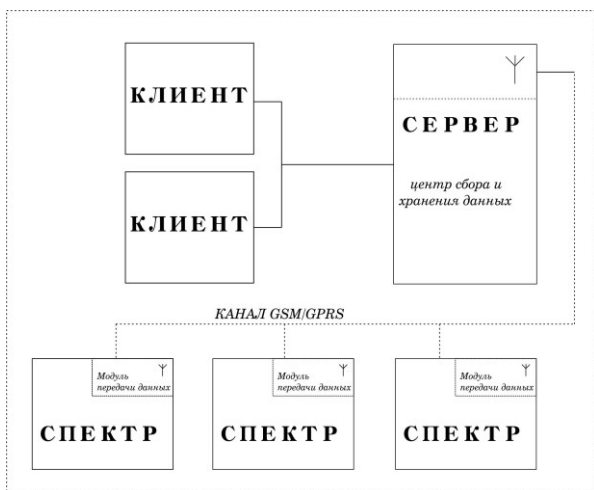 КЛИЕНТ
СЕРВЕР
центр сбора и
хранения данных
КЛИЕНТ
КАНАЛ GSM/GPRS
Модуль
передачи данных
СПЕКТР
Модуль
передачи данных
СПЕКТР
Модуль
передачи данных
СПЕКТР